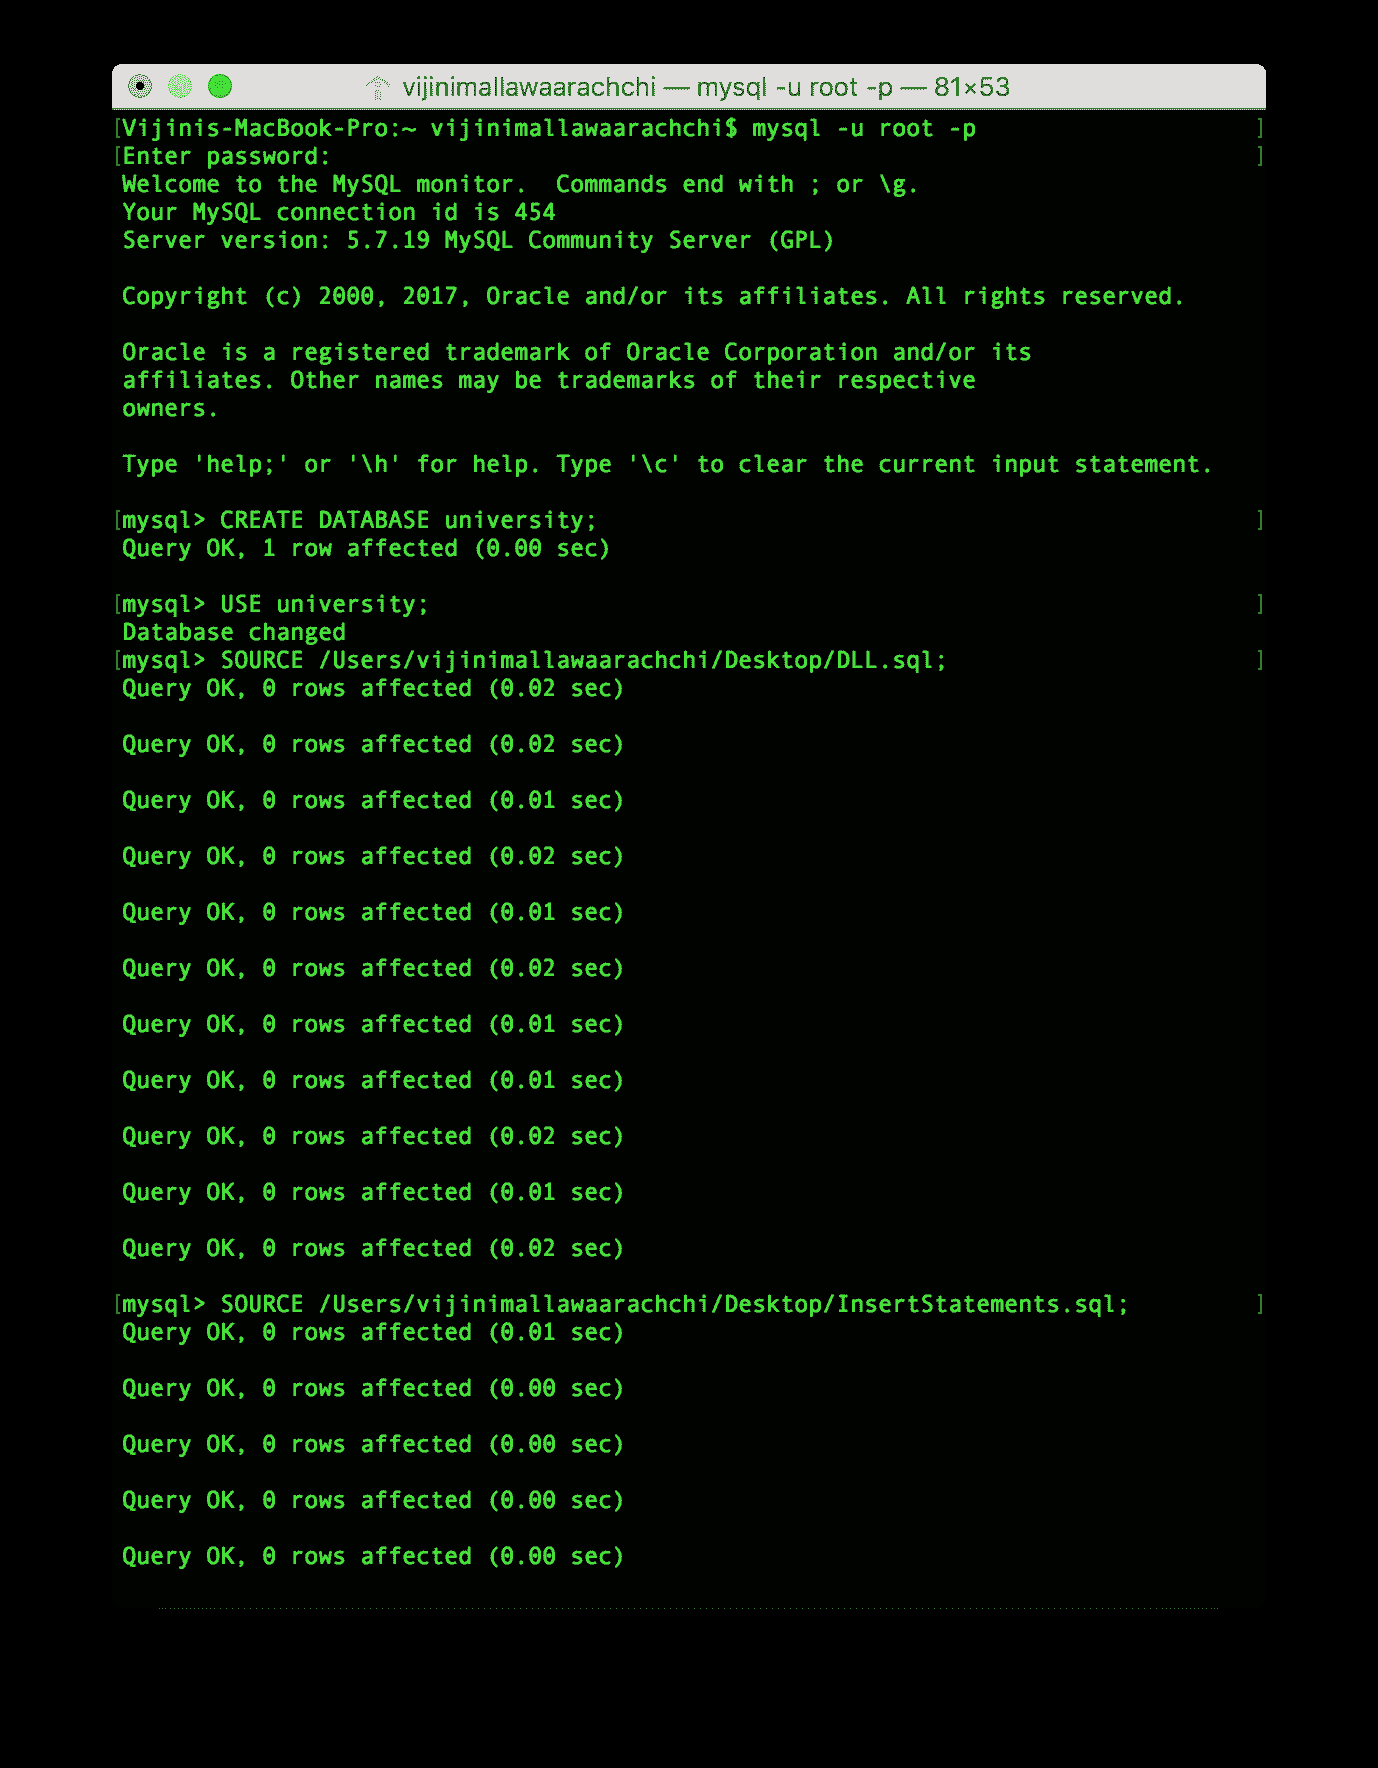 vijinimallawaarachchi — mysql -u root -p — 81×53
[Vijinis-MacBook-Pro:~ vijinimallawaarachchi$ mysql -u root -p ]
[Enter password: ]
Welcome to the MySQL monitor.  Commands end with ; or \g.
Your MySQL connection id is 454
Server version: 5.7.19 MySQL Community Server (GPL)
Copyright (c) 2000, 2017, Oracle and/or its affiliates. All rights reserved.
Oracle is a registered trademark of Oracle Corporation and/or its
affiliates. Other names may be trademarks of their respective
owners.
Type 'help;' or '\h' for help. Type '\c' to clear the current input statement.
[mysql> CREATE DATABASE university; ]
Query OK, 1 row affected (0.00 sec)
[mysql> USE university; ]
Database changed
[mysql> SOURCE /Users/vijinimallawaarachchi/Desktop/DLL.sql; ]
Query OK, 0 rows affected (0.02 sec)
Query OK, 0 rows affected (0.02 sec)
Query OK, 0 rows affected (0.01 sec)
Query OK, 0 rows affected (0.02 sec)
Query OK, 0 rows affected (0.01 sec)
Query OK, 0 rows affected (0.02 sec)
Query OK, 0 rows affected (0.01 sec)
Query OK, 0 rows affected (0.01 sec)
Query OK, 0 rows affected (0.02 sec)
Query OK, 0 rows affected (0.01 sec)
Query OK, 0 rows affected (0.02 sec)
[mysql> SOURCE /Users/vijinimallawaarachchi/Desktop/InsertStatements.sql; ]
Query OK, 0 rows affected (0.01 sec)
Query OK, 0 rows affected (0.00 sec)
Query OK, 0 rows affected (0.00 sec)
Query OK, 0 rows affected (0.00 sec)
Query OK, 0 rows affected (0.00 sec)